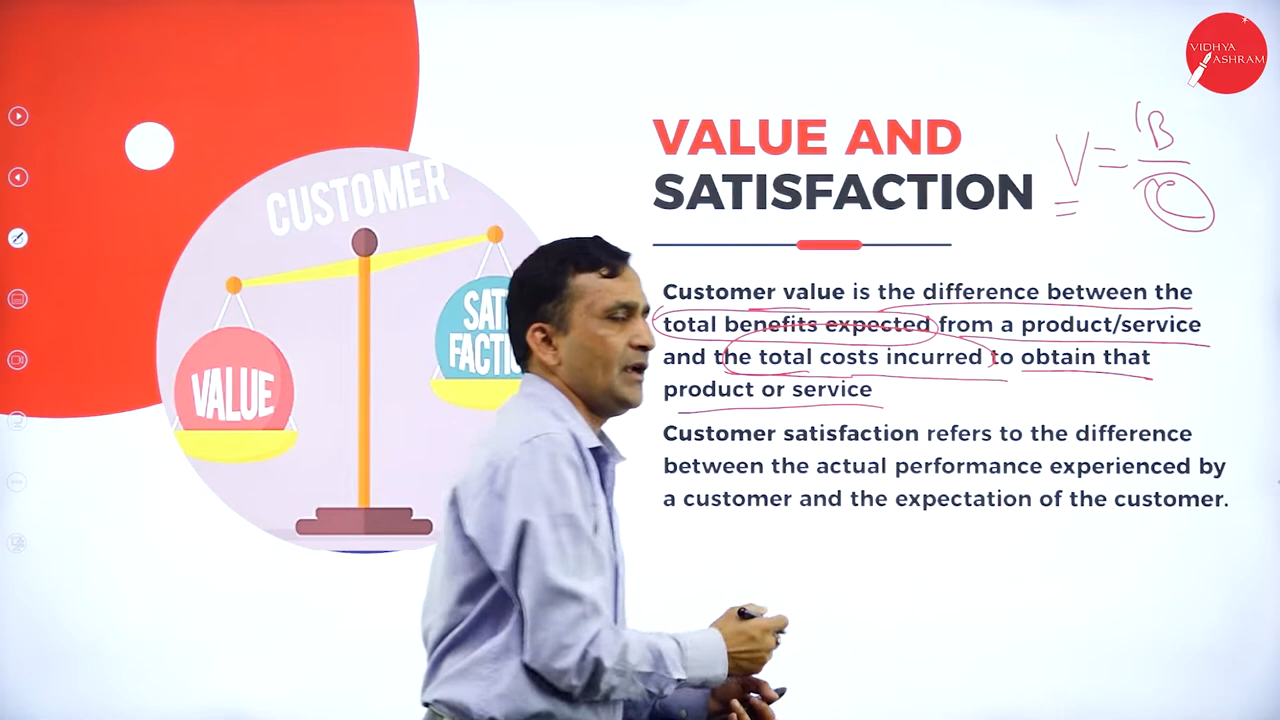 VIDHYA
ASHRAM
VALUE AND
SATISFACTION
V = B
C
CUSTOMER
VALUE
Customer value is the difference between the
total benefits expected from a product/service
and the total costs incurred to obtain that
product or service
Customer satisfaction refers to the difference
between the actual performance experienced by
a customer and the expectation of the customer.